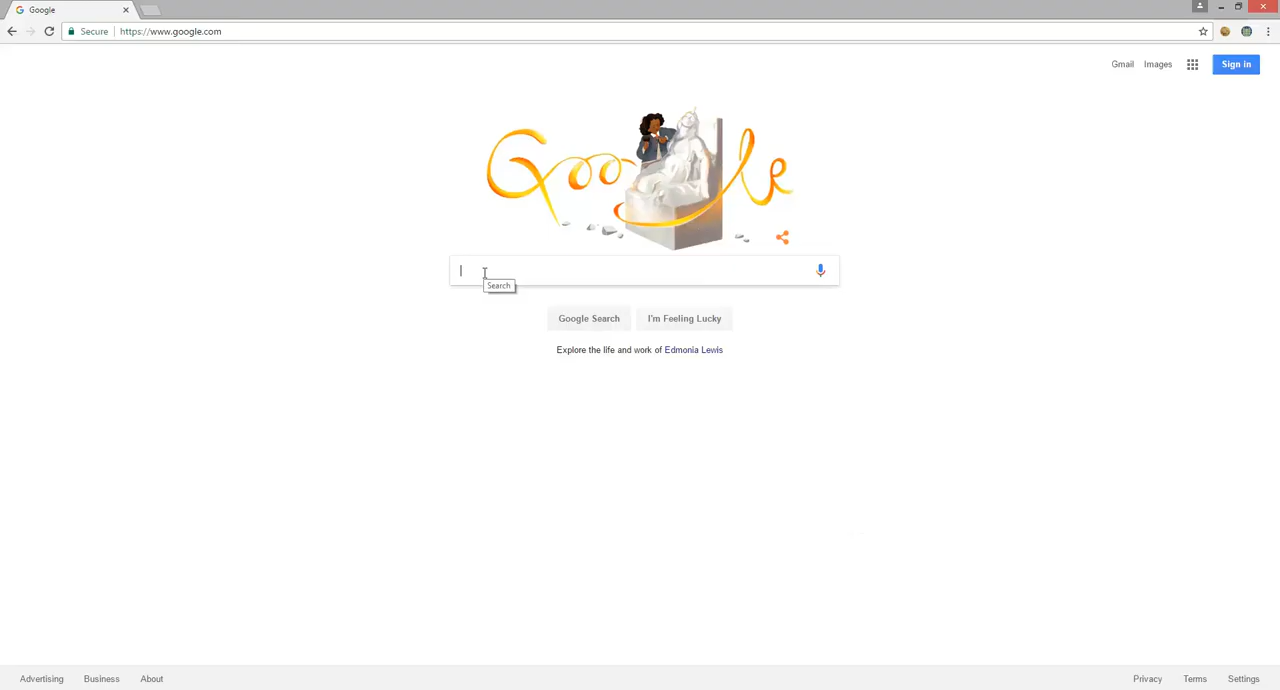 Google
Secure https://www.google.com
Gmail Images Sign in
Google
Search
Google Search I'm Feeling Lucky
Explore the life and work of Edmonia Lewis
Advertising Business About Privacy Terms Settings